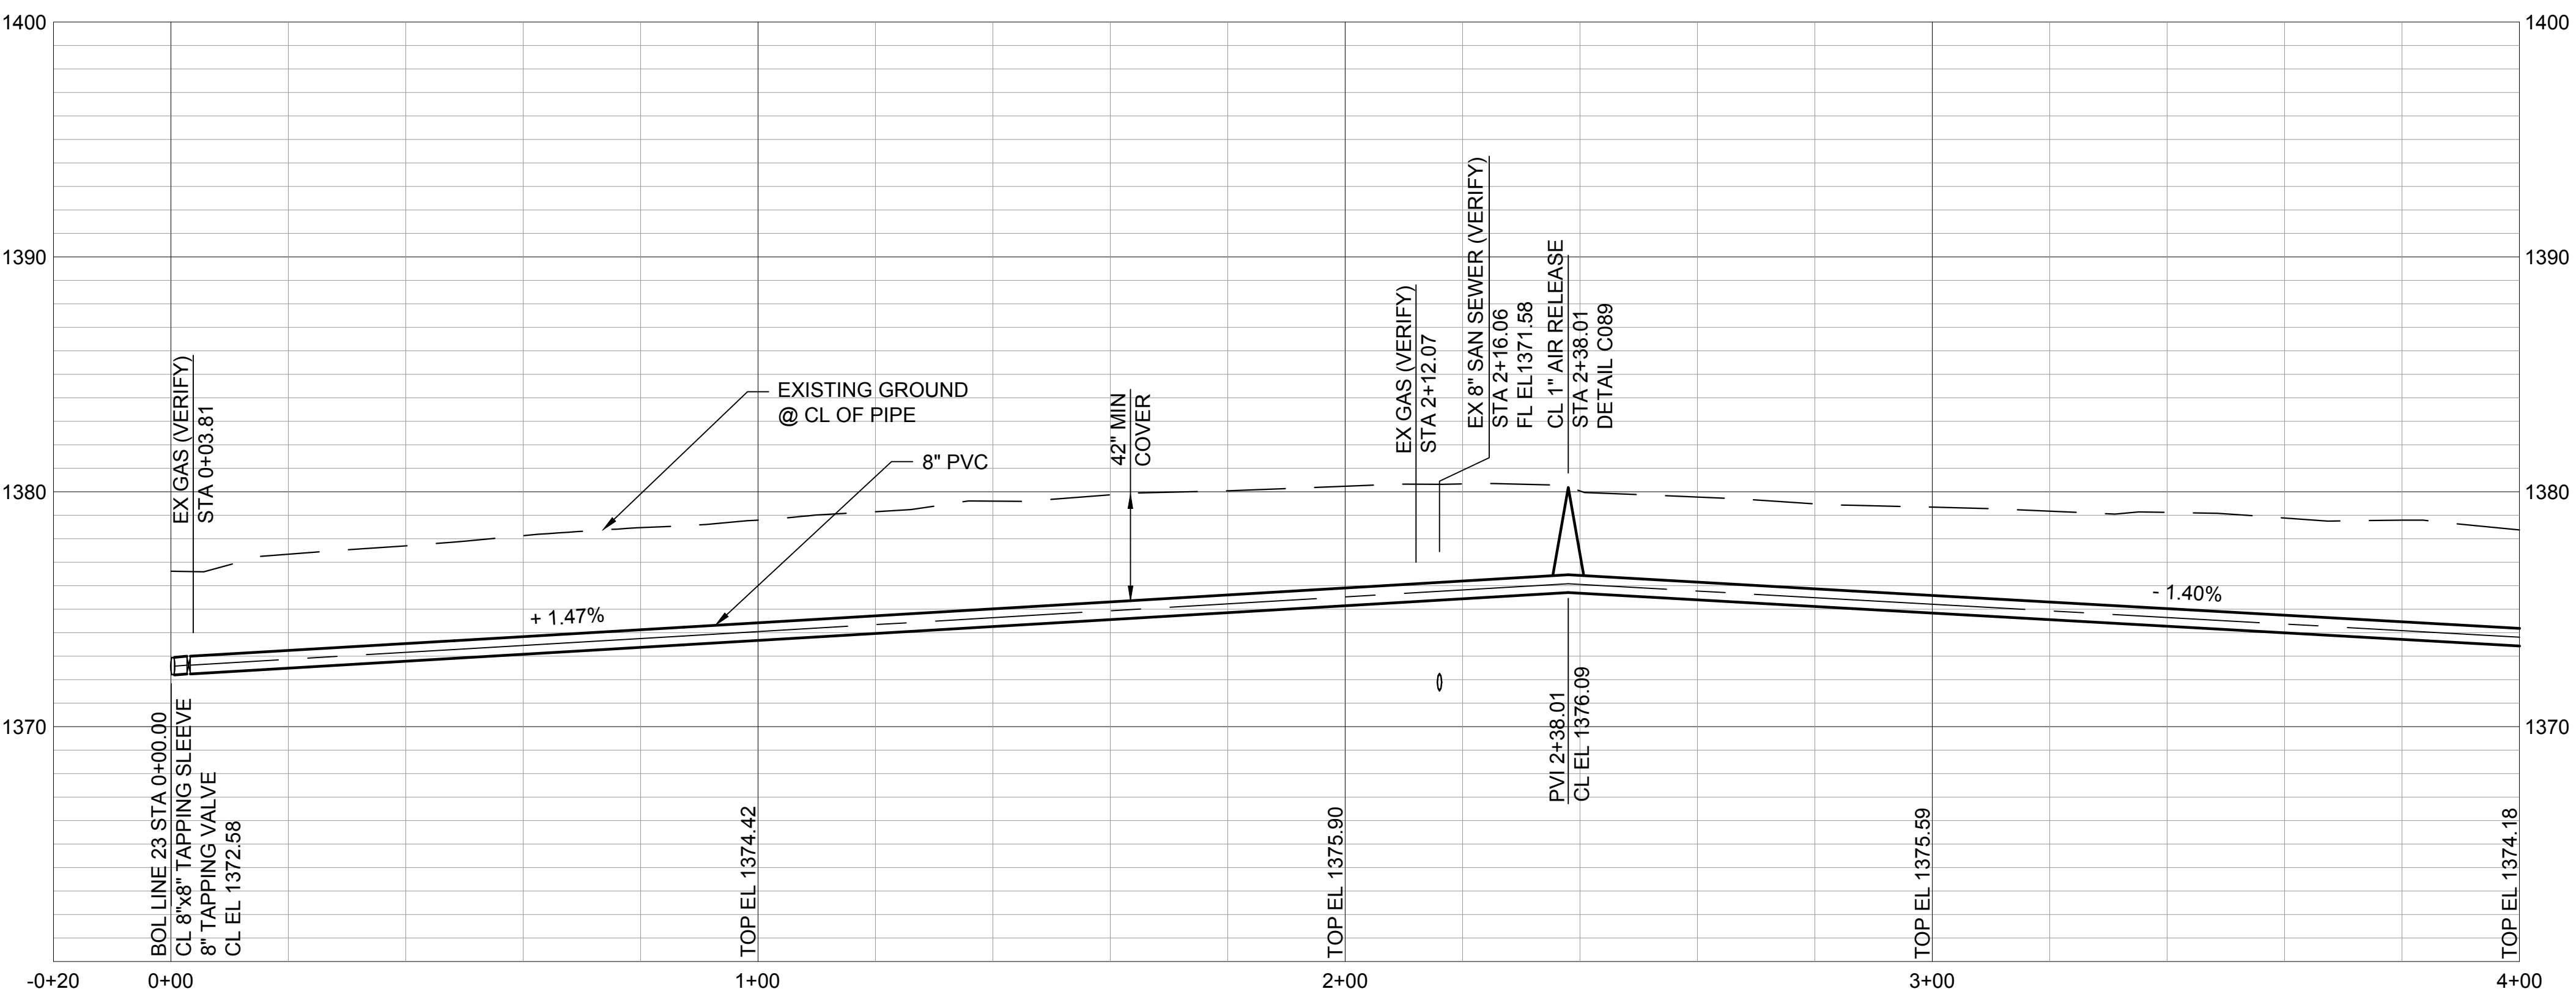 1400
1400
1390
1390
1380
1380
1370
1370
EX GAS (VERIFY)
STA 0+03.81
EXISTING GROUND
@ CL OF PIPE
8" PVC
42" MIN
COVER
EX GAS (VERIFY)
STA 2+12.07
EX 8" SAN SEWER (VERIFY)
STA 2+16.06
FL EL1371.58
CL 1" AIR RELEASE
STA 2+38.01
DETAIL C089
+ 1.47%
- 1.40%
BOL LINE 23 STA 0+00.00
CL 8"x8" TAPPING SLEEVE
8" TAPPING VALVE
CL EL 1372.58
TOP EL 1374.42
TOP EL 1375.90
PVI 2+38.01
CL EL 1376.09
TOP EL 1375.59
TOP EL 1374.18
-0+20
0+00
1+00
2+00
3+00
4+00